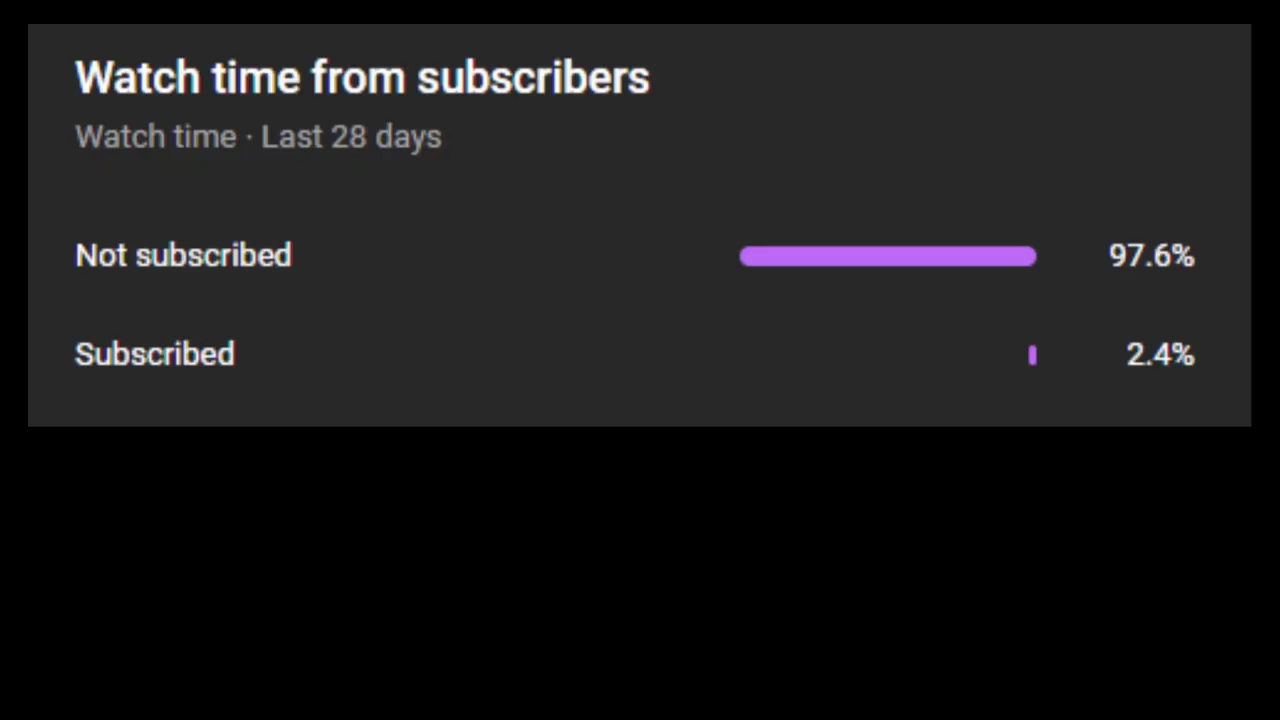 Watch time from subscribers
Watch time · Last 28 days
Not subscribed 97.6%
Subscribed 2.4%